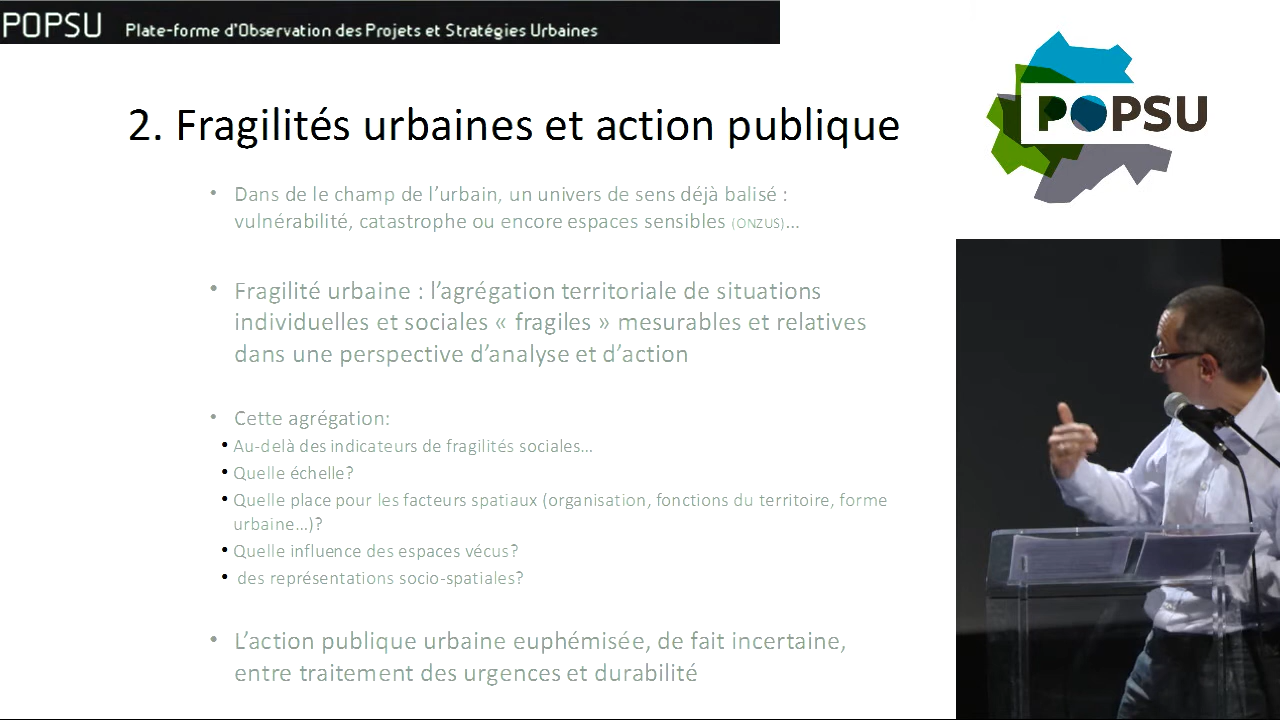 POPSU Plate-forme d'Observation des Projets et Stratégies Urbaines
POPSU
2. Fragilités urbaines et action publique
• Dans de le champ de l'urbain, un univers de sens déjà balisé :
vulnérabilité, catastrophe ou encore espaces sensibles (ONZUS)…
• Fragilité urbaine : l'agrégation territoriale de situations
individuelles et sociales « fragiles » mesurables et relatives
dans une perspective d'analyse et d'action
• Cette agrégation:
• Au-delà des indicateurs de fragilités sociales…
• Quelle échelle?
• Quelle place pour les facteurs spatiaux (organisation, fonctions du territoire, forme
urbaine…)?
• Quelle influence des espaces vécus?
• des représentations socio-spatiales?
• L'action publique urbaine euphémisée, de fait incertaine,
entre traitement des urgences et durabilité